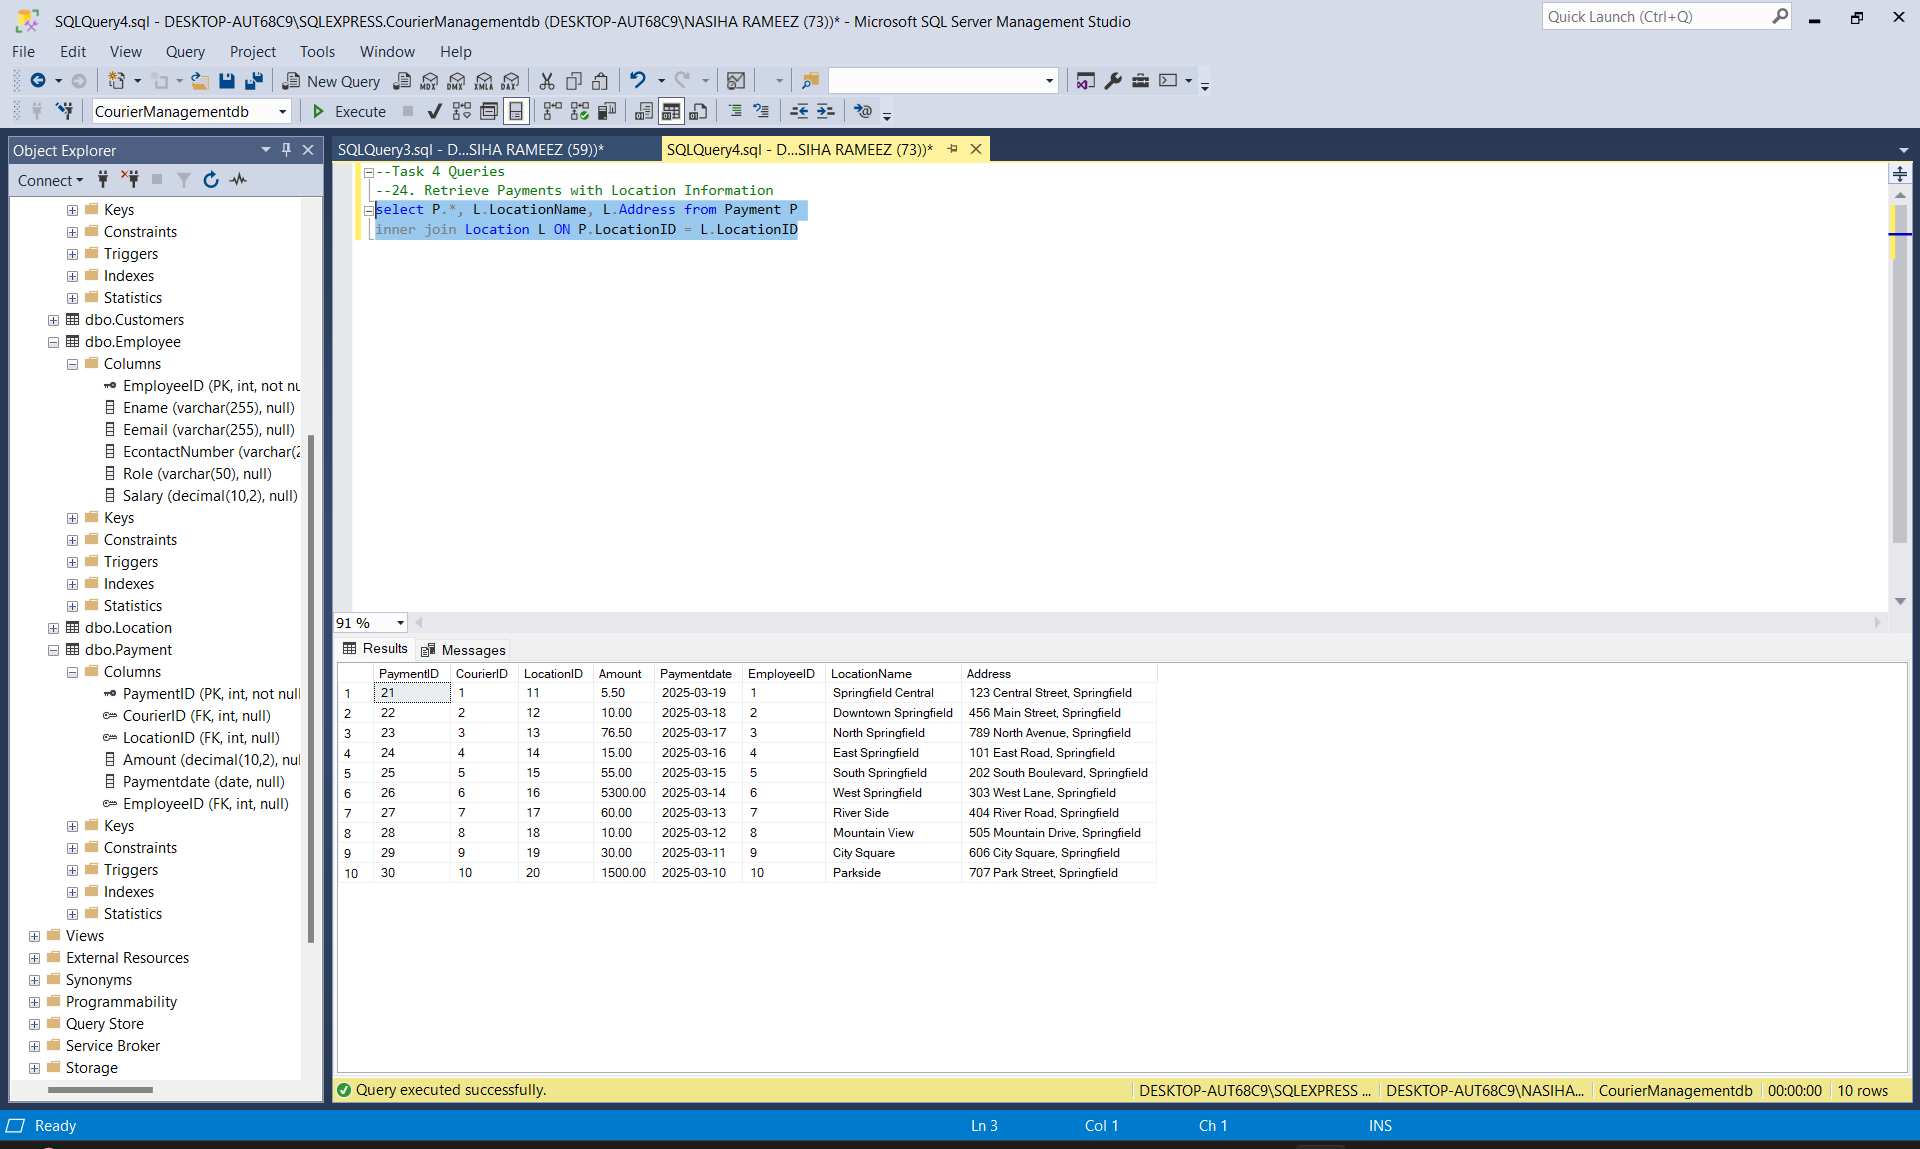 SQLQuery4.sql - DESKTOP-AUT68C9\SQLEXPRESS.CourierManagementdb (DESKTOP-AUT68C9\NASIHA RAMEEZ (73))* - Microsoft SQL Server Management Studio
Quick Launch (Ctrl+Q)
File Edit View Query Project Tools Window Help
New Query MDX DMX XMLA DAX
CourierManagementdb Execute
Object Explorer
Connect
Keys
Constraints
Triggers
Indexes
Statistics
dbo.Customers
dbo.Employee
Columns
EmployeeID (PK, int, not nu
Ename (varchar(255), null)
Eemail (varchar(255), null)
EcontactNumber (varchar(2
Role (varchar(50), null)
Salary (decimal(10,2), null)
Keys
Constraints
Triggers
Indexes
Statistics
dbo.Location
dbo.Payment
Columns
PaymentID (PK, int, not null
CourierID (FK, int, null)
LocationID (FK, int, null)
Amount (decimal(10,2), nul
Paymentdate (date, null)
EmployeeID (FK, int, null)
Keys
Constraints
Triggers
Indexes
Statistics
Views
External Resources
Synonyms
Programmability
Query Store
Service Broker
Storage
SQLQuery3.sql - D...SIHA RAMEEZ (59))* SQLQuery4.sql - D...SIHA RAMEEZ (73))*
--Task 4 Queries
--24. Retrieve Payments with Location Information
select P.*, L.LocationName, L.Address from Payment P
inner join Location L ON P.LocationID = L.LocationID
91 %
Results Messages
PaymentID CourierID LocationID Amount Paymentdate EmployeeID LocationName Address
1 21 1 11 5.50 2025-03-19 1 Springfield Central 123 Central Street, Springfield
2 22 2 12 10.00 2025-03-18 2 Downtown Springfield 456 Main Street, Springfield
3 23 3 13 76.50 2025-03-17 3 North Springfield 789 North Avenue, Springfield
4 24 4 14 15.00 2025-03-16 4 East Springfield 101 East Road, Springfield
5 25 5 15 55.00 2025-03-15 5 South Springfield 202 South Boulevard, Springfield
6 26 6 16 5300.00 2025-03-14 6 West Springfield 303 West Lane, Springfield
7 27 7 17 60.00 2025-03-13 7 River Side 404 River Road, Springfield
8 28 8 18 10.00 2025-03-12 8 Mountain View 505 Mountain Drive, Springfield
9 29 9 19 30.00 2025-03-11 9 City Square 606 City Square, Springfield
10 30 10 20 1500.00 2025-03-10 10 Parkside 707 Park Street, Springfield
Query executed successfully. DESKTOP-AUT68C9\SQLEXPRESS ... DESKTOP-AUT68C9\NASIHA... CourierManagementdb 00:00:00 10 rows
Ready Ln 3 Col 1 Ch 1 INS